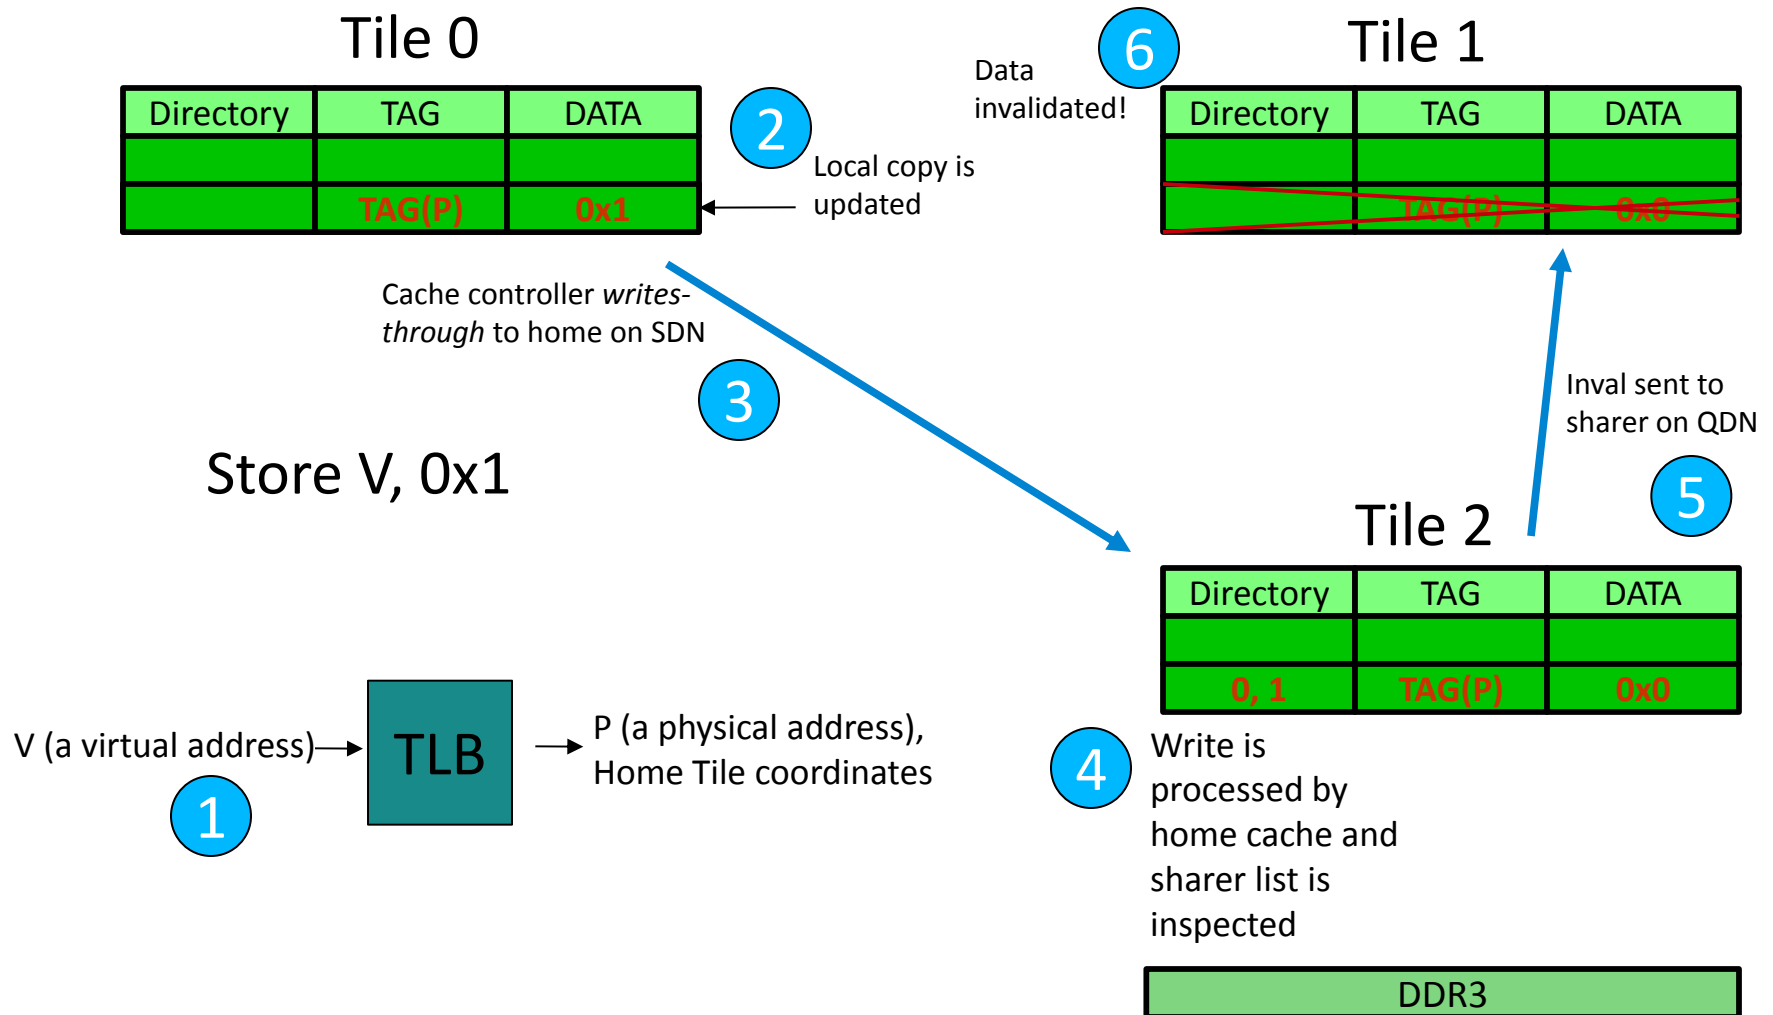 Tile 0
Directory TAG DATA
TAG(P) 0x1
2
Local copy is
updated
6
Data
invalidated!
Tile 1
Directory TAG DATA
TAG(P) 0x0
Cache controller writes-
through to home on SDN
3
Inval sent to
sharer on QDN
5
Store V, 0x1
Tile 2
Directory TAG DATA
0, 1 TAG(P) 0x0
V (a virtual address)
1
TLB
P (a physical address),
Home Tile coordinates
4
Write is
processed by
home cache and
sharer list is
inspected
DDR3